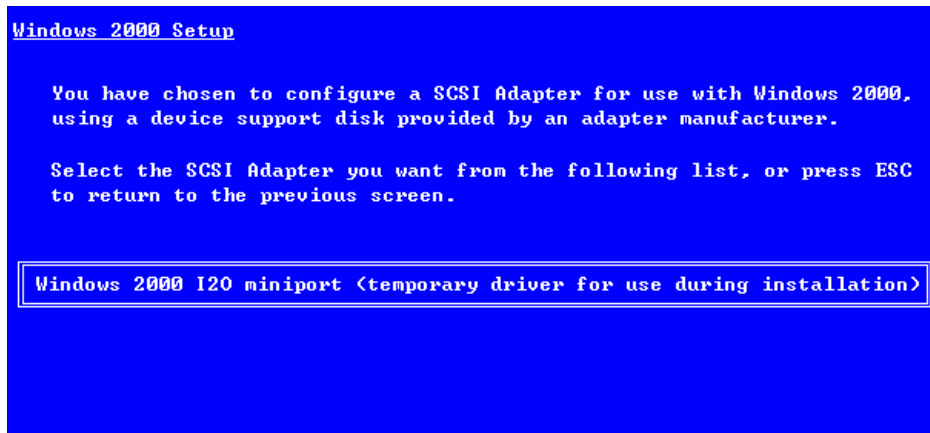 Windows 2000 Setup
You have chosen to configure a SCSI Adapter for use with Windows 2000,
using a device support disk provided by an adapter manufacturer.
Select the SCSI Adapter you want from the following list, or press ESC
to return to the previous screen.
Windows 2000 I2O miniport (temporary driver for use during installation)